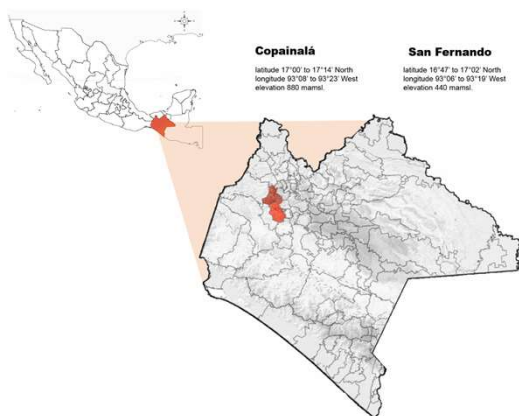 Copainalá
latitude 17°00' to 17°14' North
longitude 93°08' to 93°23' West
elevation 880 mamsl.
San Fernando
latitude 16°47' to 17°02' North
longitude 93°06' to 93°19' West
elevation 440 mamsl.